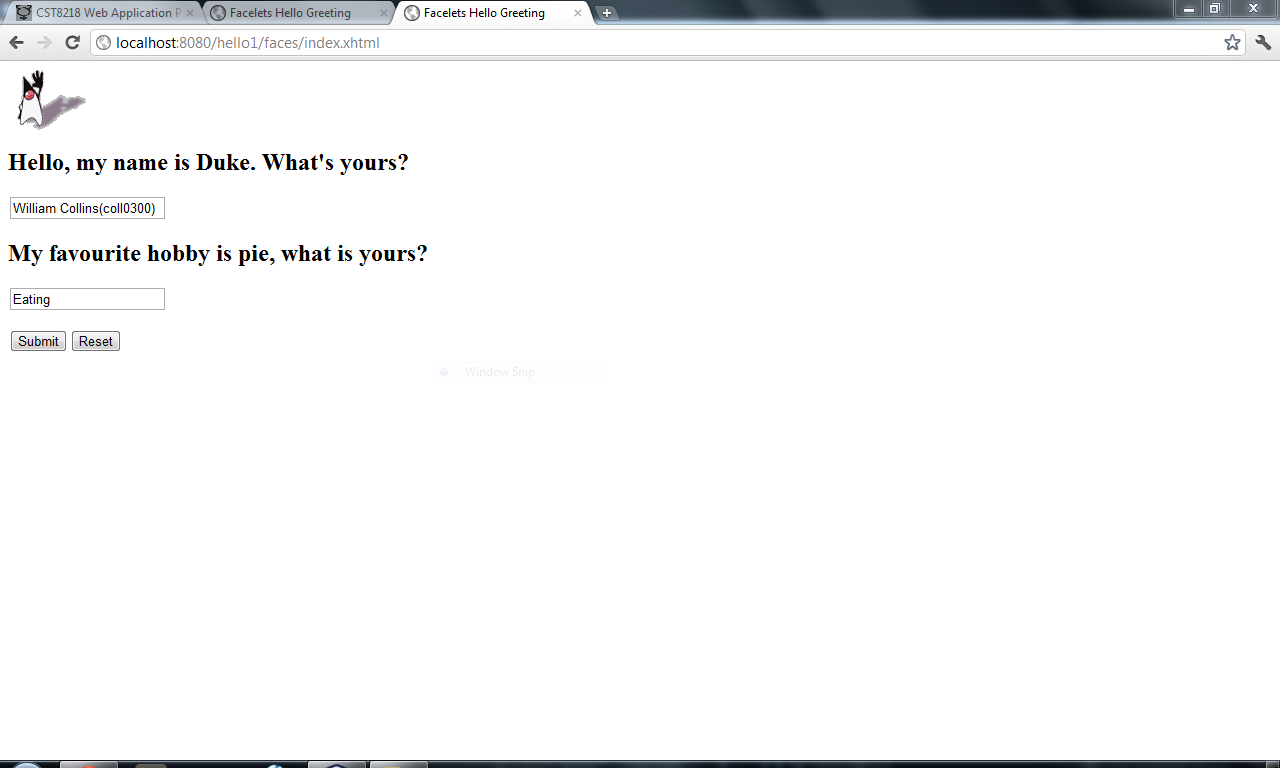 CST8218 Web Application P
Facelets Hello Greeting
Facelets Hello Greeting
localhost:8080/hello1/faces/index.xhtml
Hello, my name is Duke. What's yours?
William Collins(coll0300)
My favourite hobby is pie, what is yours?
Eating
Submit Reset
Window Snip